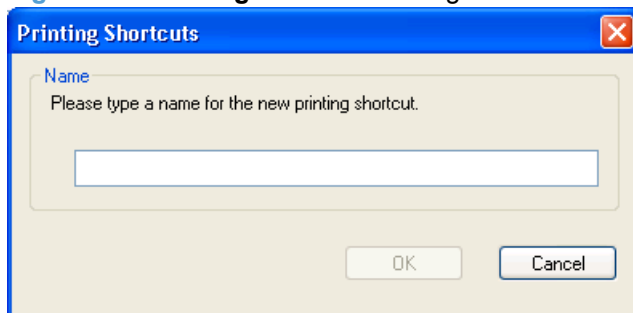 Printing Shortcuts
Name
Please type a name for the new printing shortcut.
OK
Cancel